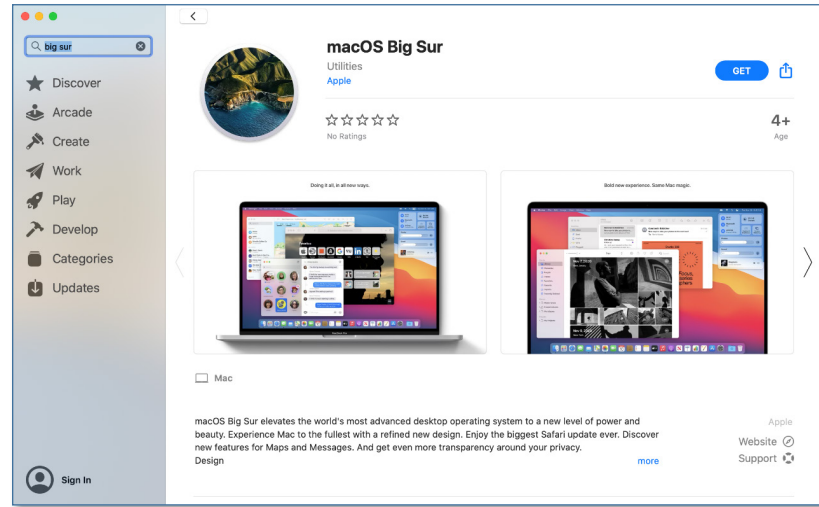 big sur
Discover
Arcade
Create
Work
Play
Develop
Categories
Updates
Sign In
macOS Big Sur
Utilities
Apple
GET
No Ratings
4+
Age
Doing it all, in all new ways.
Bold new experience. Same Mac magic.
Mac
macOS Big Sur elevates the world's most advanced desktop operating system to a new level of power and
beauty. Experience Mac to the fullest with a refined new design. Enjoy the biggest Safari update ever. Discover
new features for Maps and Messages. And get even more transparency around your privacy.
Design
more
Apple
Website
Support